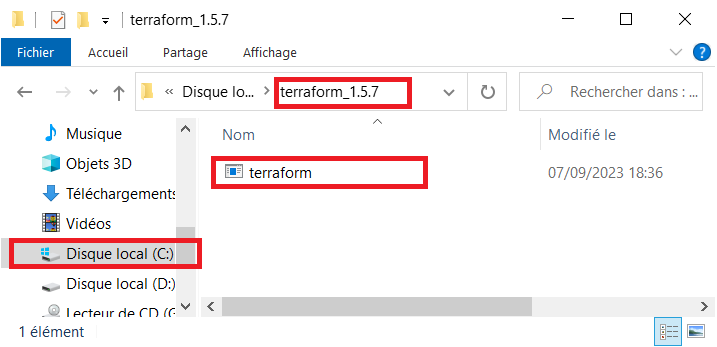 terraform_1.5.7
Fichier Accueil Partage Affichage ?
« Disque lo... > terraform_1.5.7 Rechercher dans : ...
Nom Modifié le
Musique
Objets 3D
terraform 07/09/2023 18:36
Téléchargements
Vidéos
Disque local (C:)
Disque local (D:)
Lecteur de CD (G
1 élément